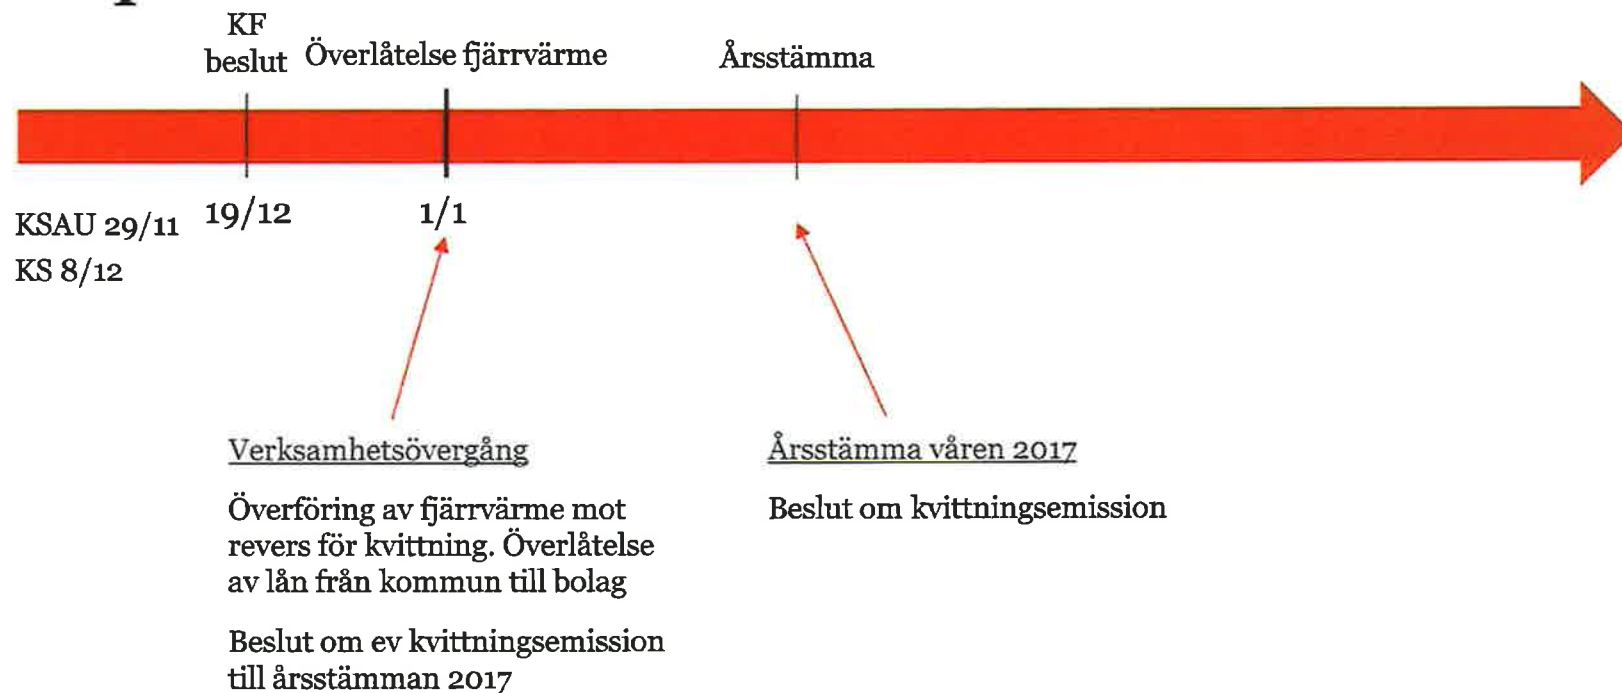 KF
beslut
Överlåtelse fjärrvärme
Årsstämma
KSAU 29/11
KS 8/12
19/12
1/1
Verksamhetsövergång
Överföring av fjärrvärme mot
revers för kvittning. Överlåtelse
av lån från kommun till bolag
Beslut om ev kvittningsemission
till årsstämman 2017
Årsstämma våren 2017
Beslut om kvittningsemission